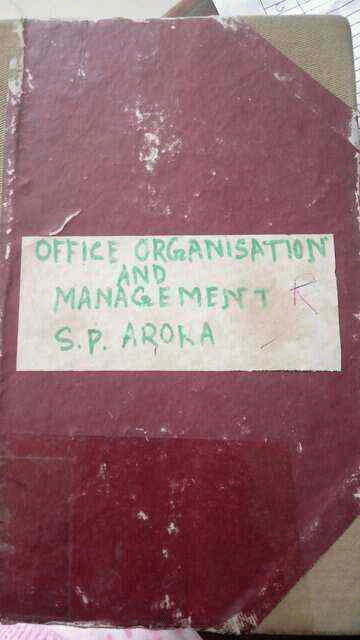 OFFICE ORGANISATION
AND
MANAGEMENT R
S.P. ARORA